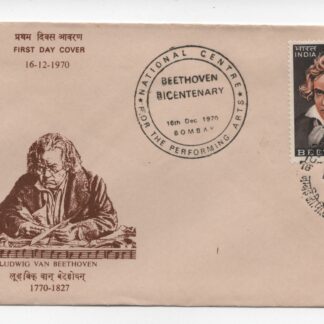 प्रथम दिवस आवरण
FIRST DAY COVER
16-12-1970
NATIONAL CENTRE
FOR THE PERFORMING ARTS
BEETHOVEN
BICENTENARY
16th Dec 1970
BOMBAY
भारत
INDIA
LUDWIG VAN BEETHOVEN
लुडविक वान बेटोफोन
1770-1827